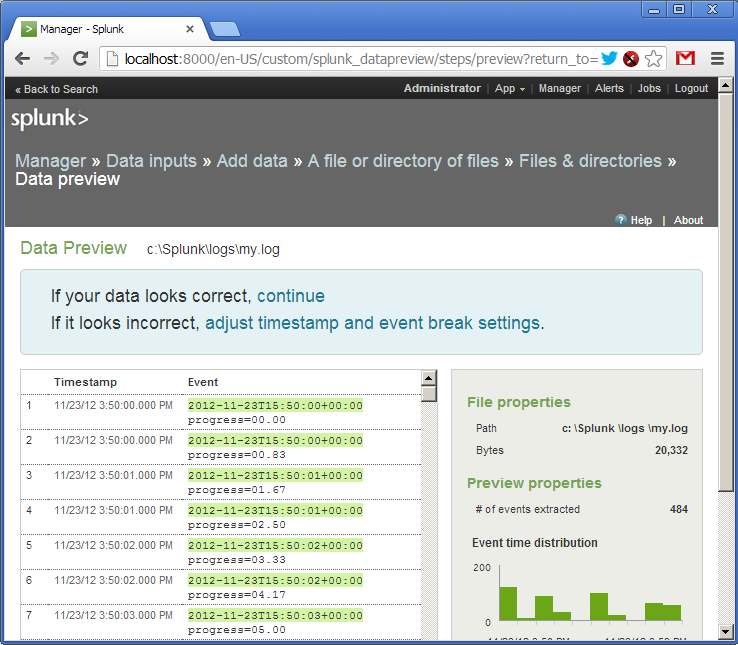 Manager - Splunk
localhost:8000/en-US/custom/splunk_datapreview/steps/preview?return_to=
« Back to Search
Administrator | App | Manager | Alerts | Jobs | Logout
splunk>
Manager » Data inputs » Add data » A file or directory of files » Files & directories »
Data preview
? Help | About
Data Preview c:\Splunk\logs\my.log
If your data looks correct, continue
If it looks incorrect, adjust timestamp and event break settings.
Timestamp Event
1 11/23/12 3:50:00.000 PM 2012-11-23T15:50:00+00:00
progress=00.00
2 11/23/12 3:50:00.000 PM 2012-11-23T15:50:00+00:00
progress=00.83
3 11/23/12 3:50:01.000 PM 2012-11-23T15:50:01+00:00
progress=01.67
4 11/23/12 3:50:01.000 PM 2012-11-23T15:50:01+00:00
progress=02.50
5 11/23/12 3:50:02.000 PM 2012-11-23T15:50:02+00:00
progress=03.33
6 11/23/12 3:50:02.000 PM 2012-11-23T15:50:02+00:00
progress=04.17
7 11/23/12 3:50:03.000 PM 2012-11-23T15:50:03+00:00
progress=05.00
File properties
Path c: \Splunk \logs \my.log
Bytes 20,332
Preview properties
# of events extracted 484
Event time distribution
200
0